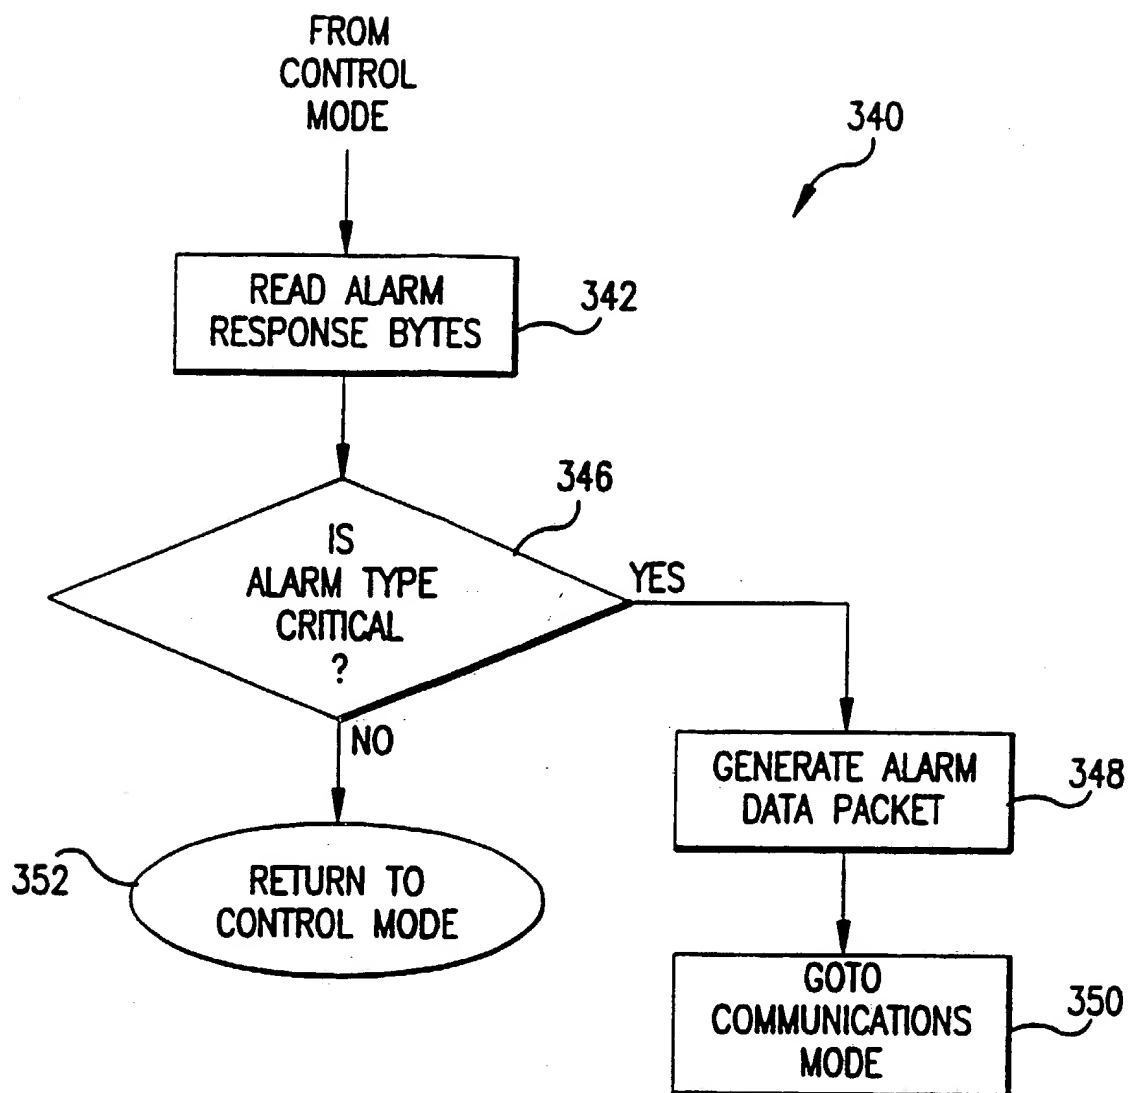 FROM
CONTROL
MODE
340
READ ALARM
RESPONSE BYTES
342
346
IS
ALARM TYPE
CRITICAL
?
YES
NO
GENERATE ALARM
DATA PACKET
348
352
RETURN TO
CONTROL MODE
GOTO
COMMUNICATIONS
MODE
350